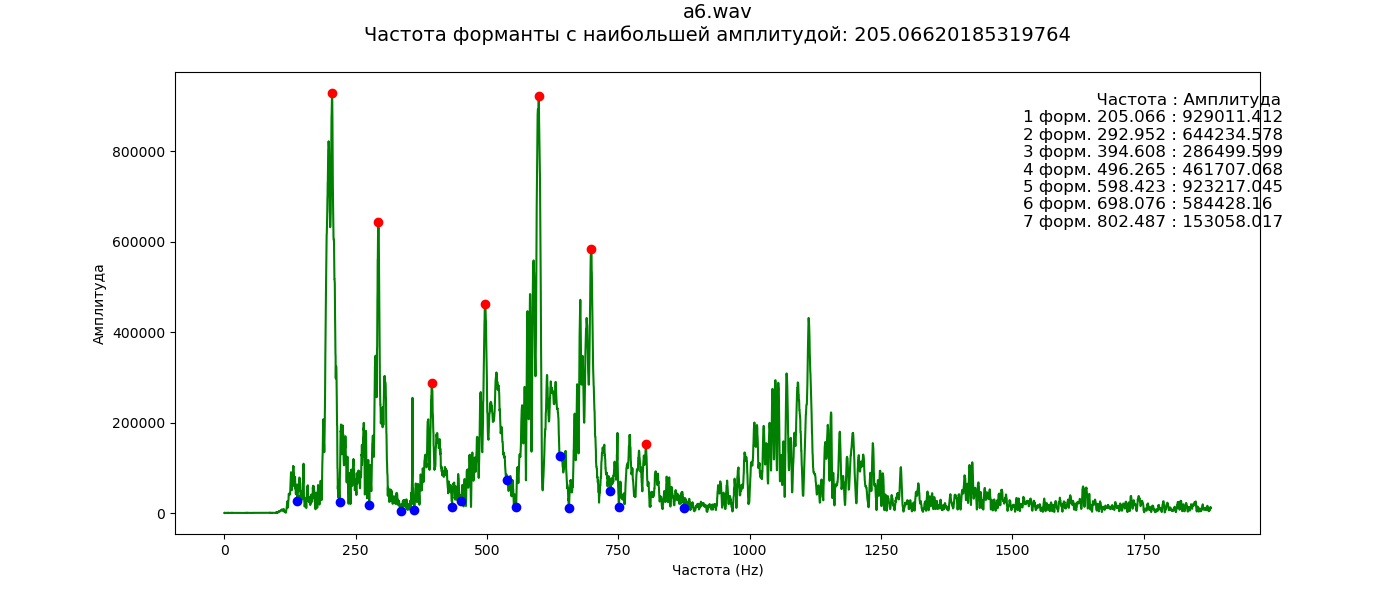 a6.wav
Частота форманты с наибольшей амплитудой: 205.06620185319764
Частота : Амплитуда
1 форм. 205.066 : 929011.412
2 форм. 292.952 : 644234.578
3 форм. 394.608 : 286499.599
4 форм. 496.265 : 461707.068
5 форм. 598.423 : 923217.045
6 форм. 698.076 : 584428.16
7 форм. 802.487 : 153058.017
Амплитуда
800000
600000
400000
200000
0
0 250 500 750 1000 1250 1500 1750
Частота (Hz)